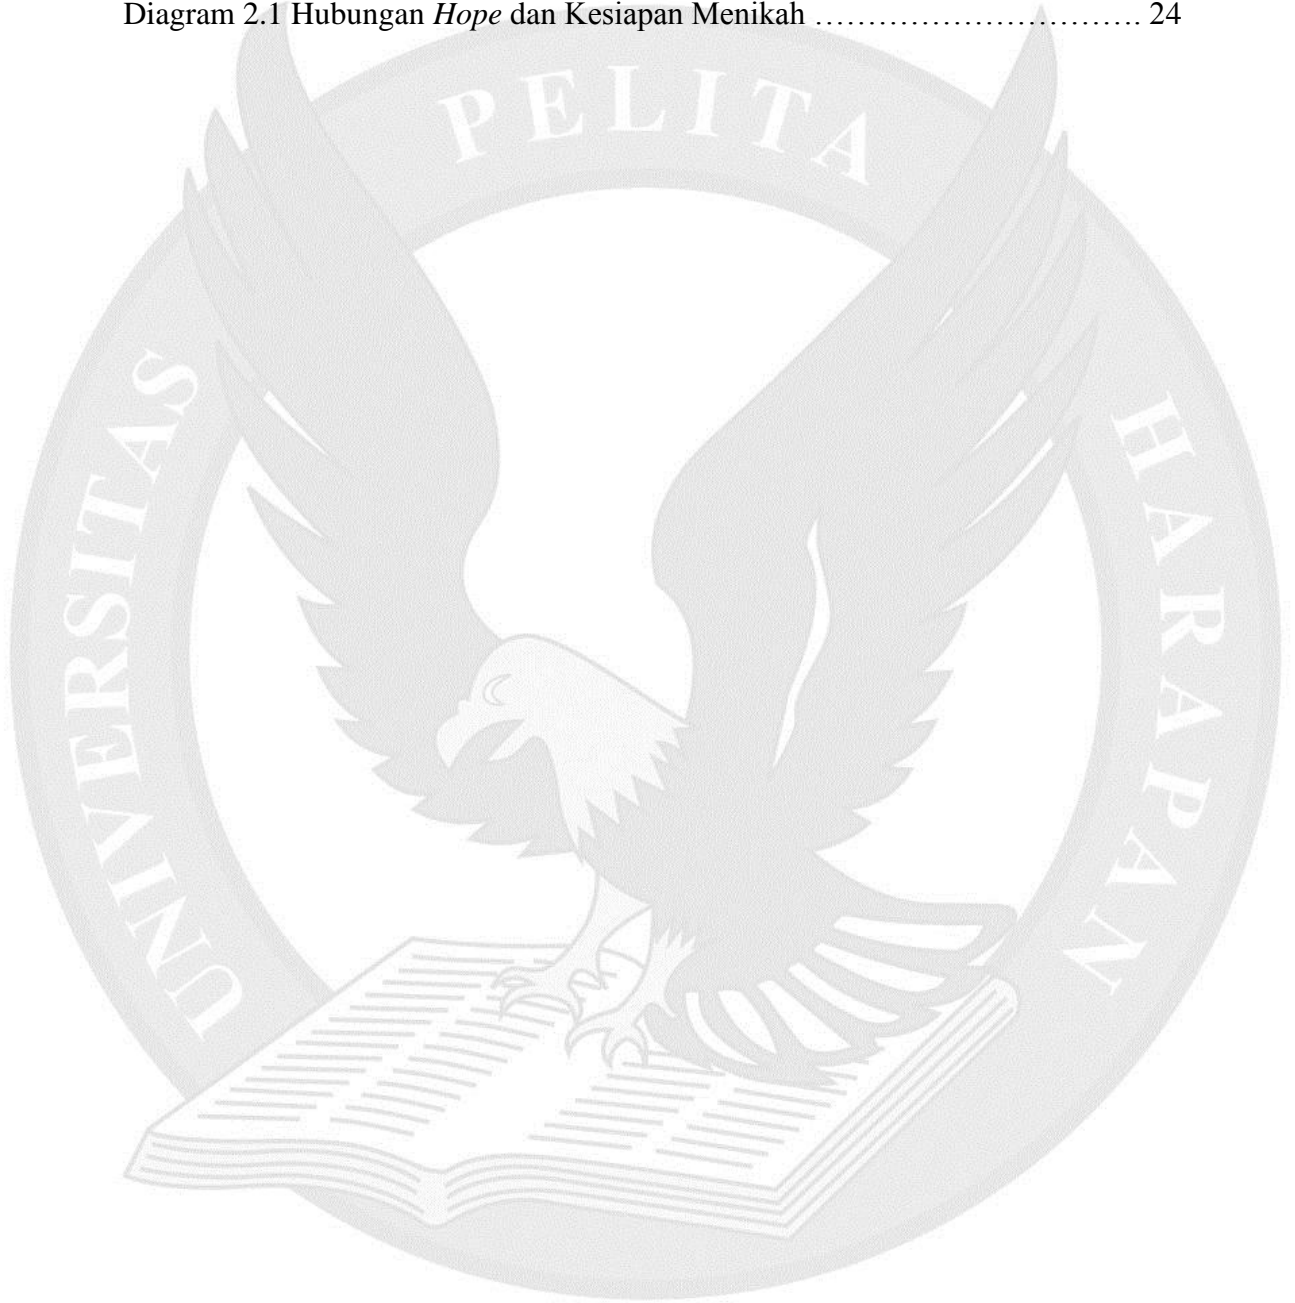 Diagram 2.1 Hubungan Hope dan Kesiapan Menikah …………………………. 24
UNIVERSITAS PELITA HARAPAN